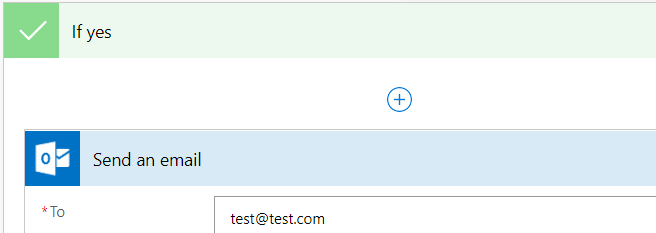 If yes
Send an email
*To
test@test.com